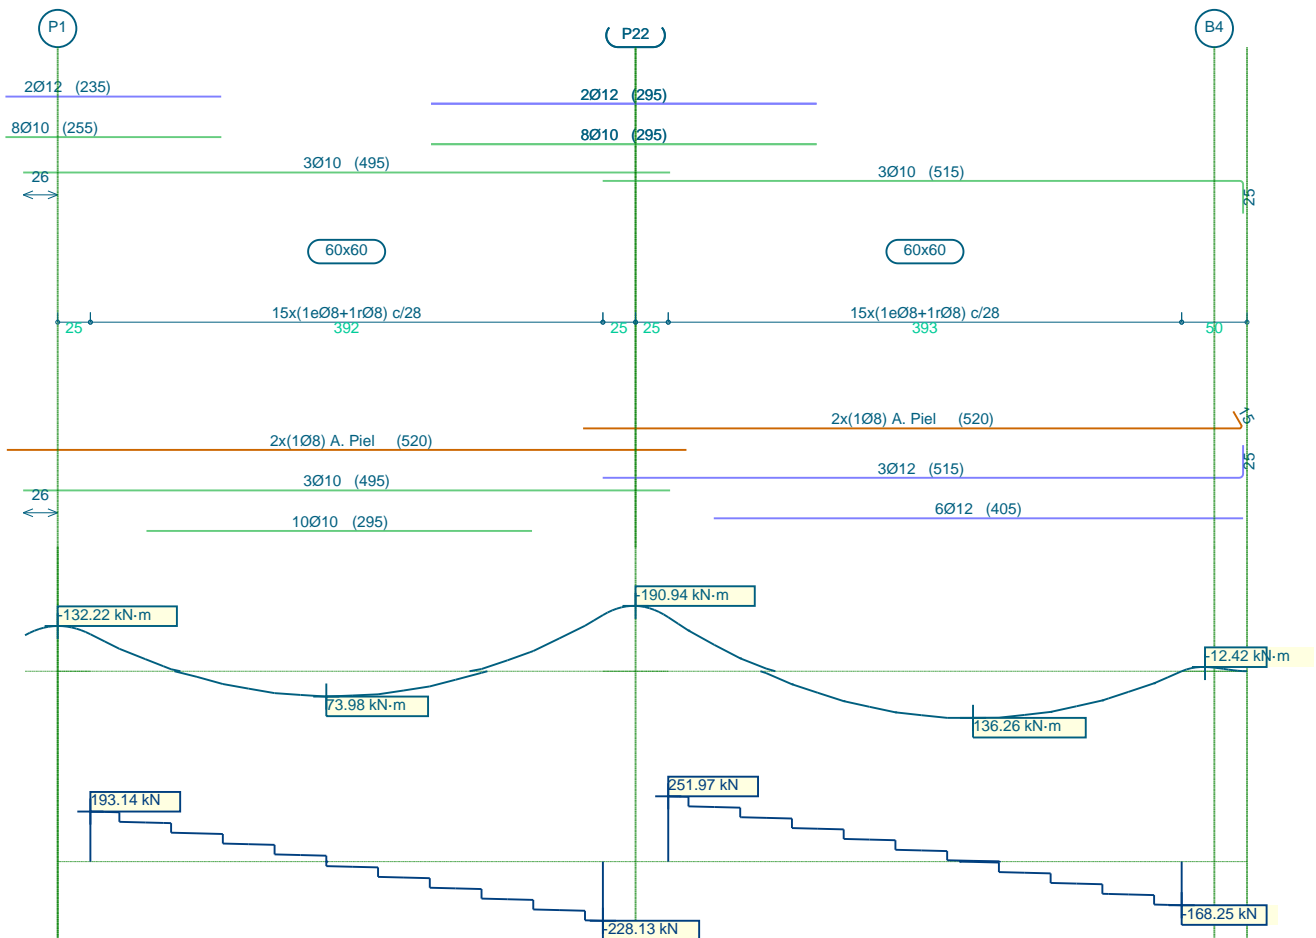 P1
P22
B4
2Ø12 (235)
2Ø12 (295)
8Ø10 (255)
8Ø10 (295)
3Ø10 (495)
3Ø10 (515)
26
25
60x60
60x60
15x(1eØ8+1rØ8) c/28
15x(1eØ8+1rØ8) c/28
25
392
25
25
393
50
15
2x(1Ø8) A. Piel (520)
2x(1Ø8) A. Piel (520)
25
3Ø10 (495)
3Ø12 (515)
26
10Ø10 (295)
6Ø12 (405)
-132.22 kN·m
-190.94 kN·m
-12.42 kN·m
73.98 kN·m
136.26 kN·m
193.14 kN
251.97 kN
-228.13 kN
-168.25 kN